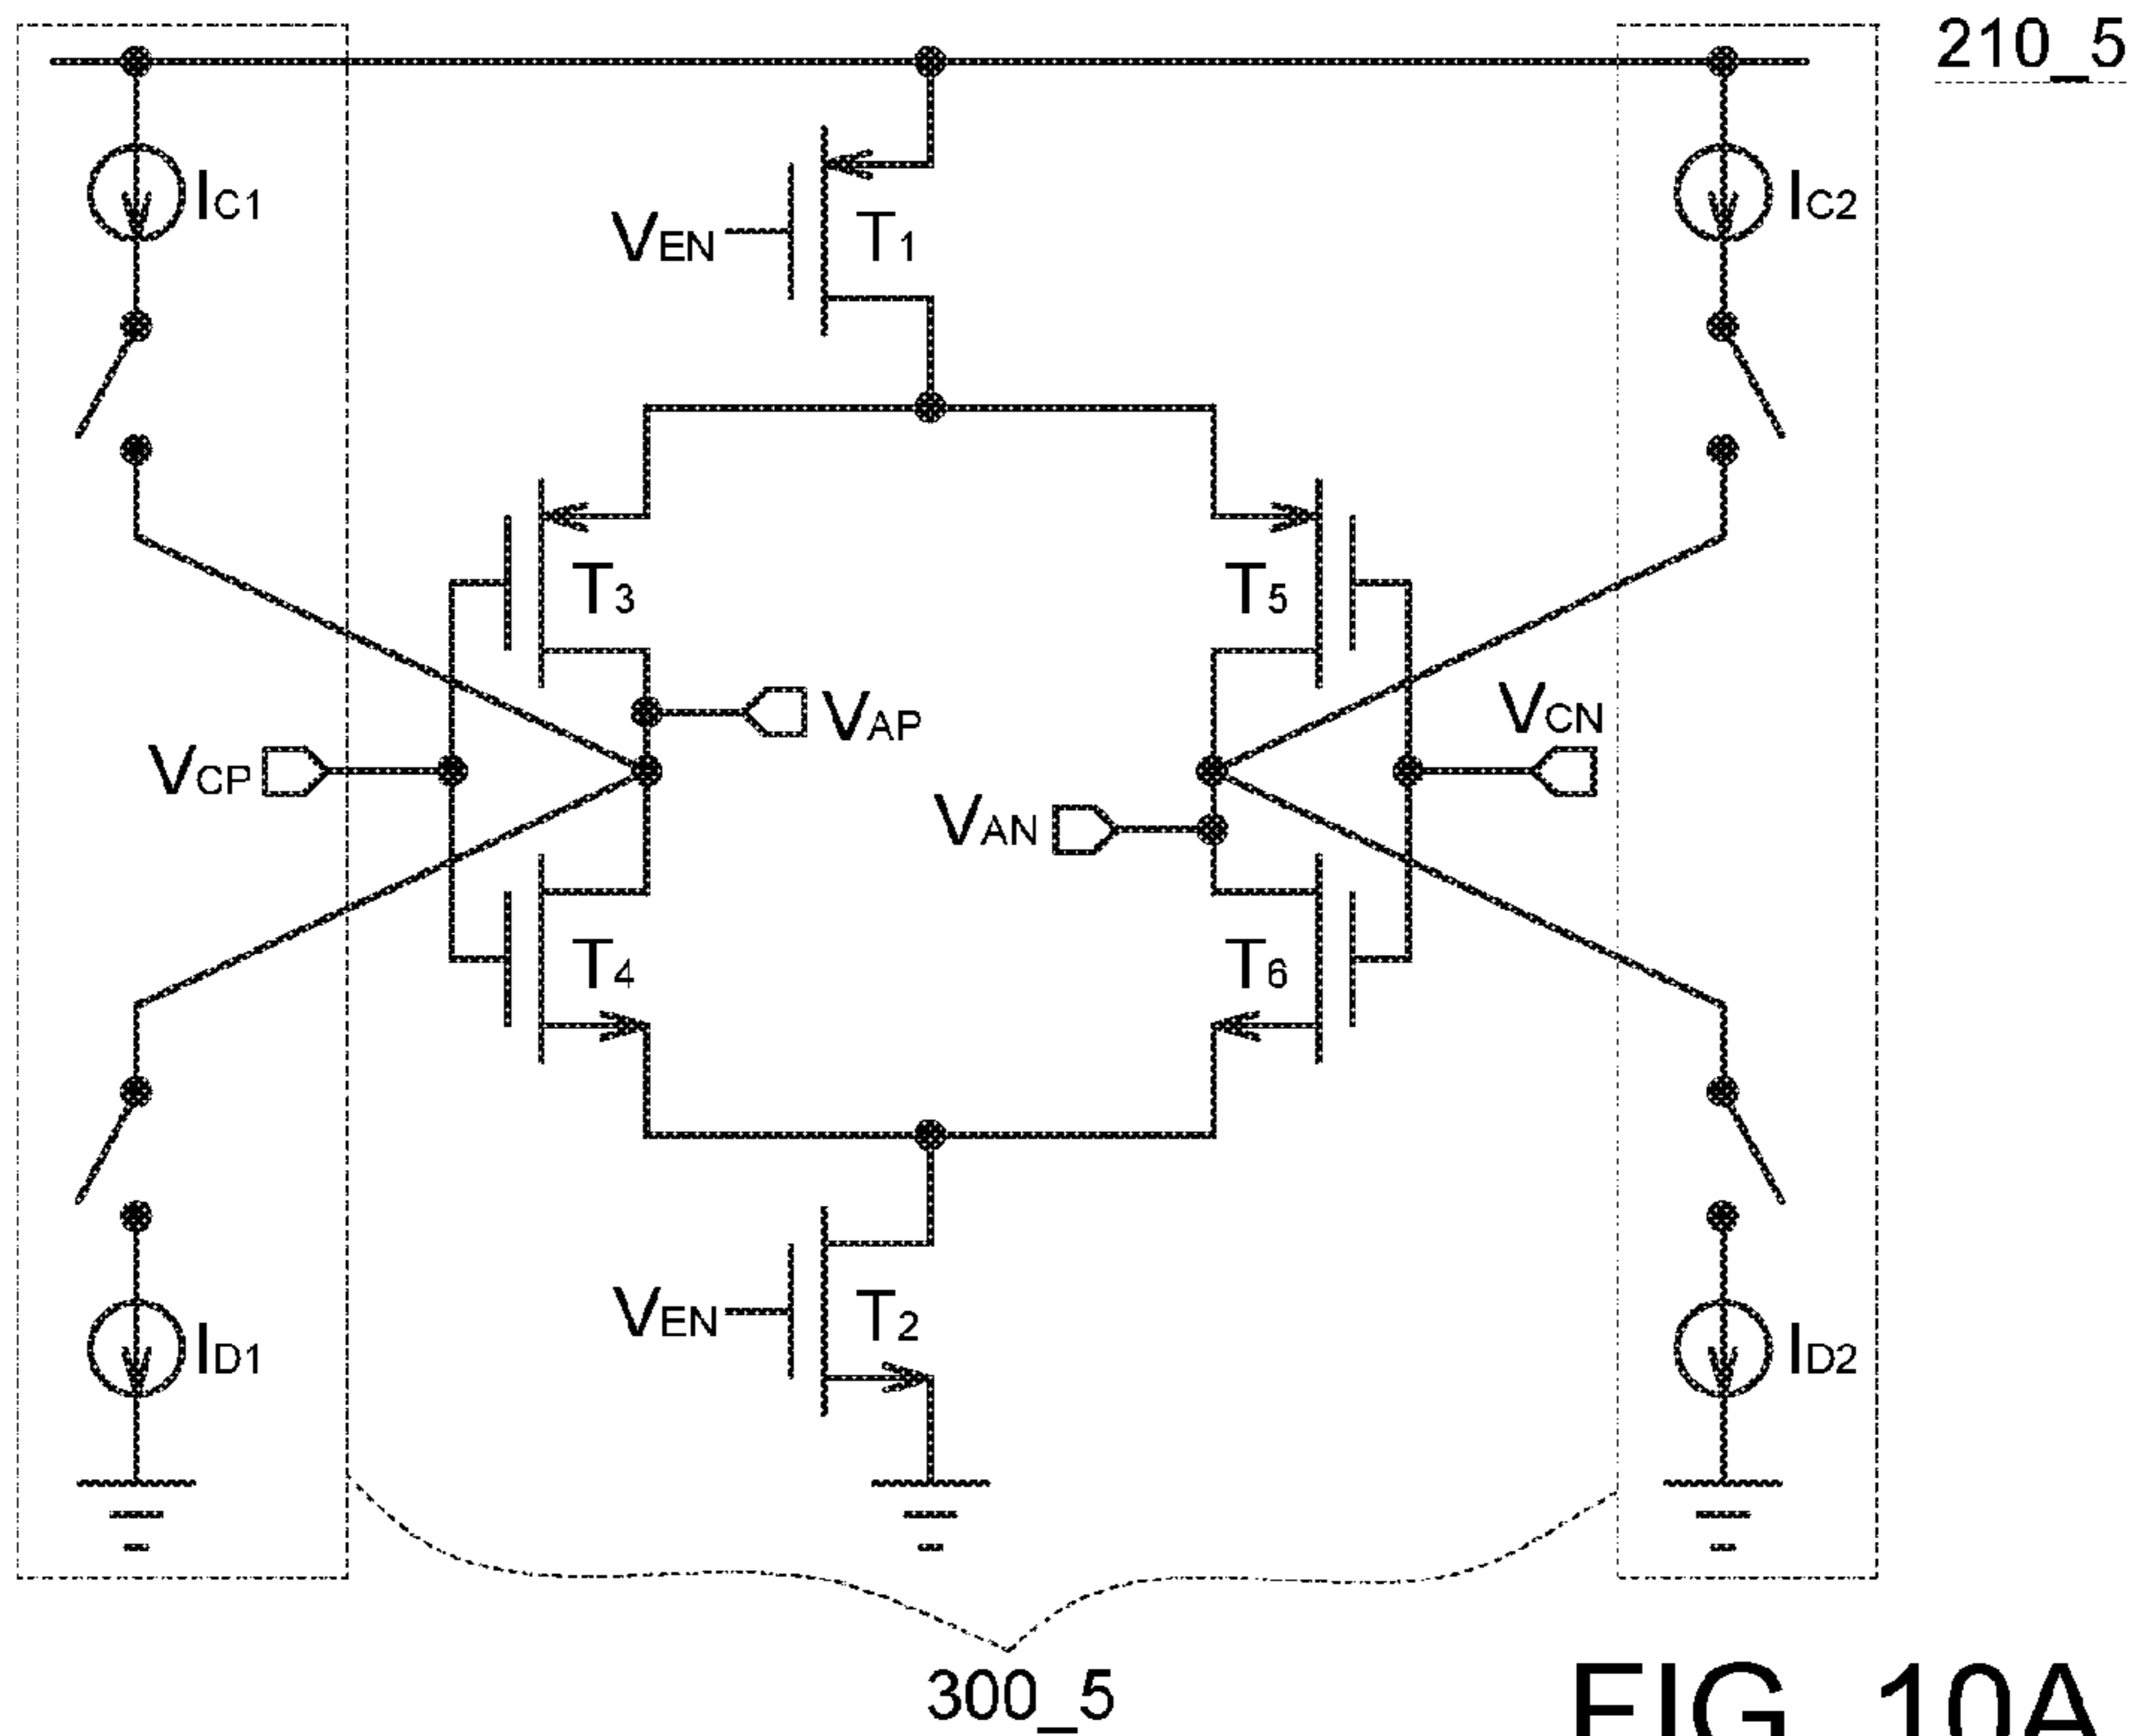 210_5
IC1
IC2
VEN
T1
T3
T5
VAP
VCN
VCP
VAN
T4
T6
VEN
T2
ID1
ID2
300_5
FIG. 10A